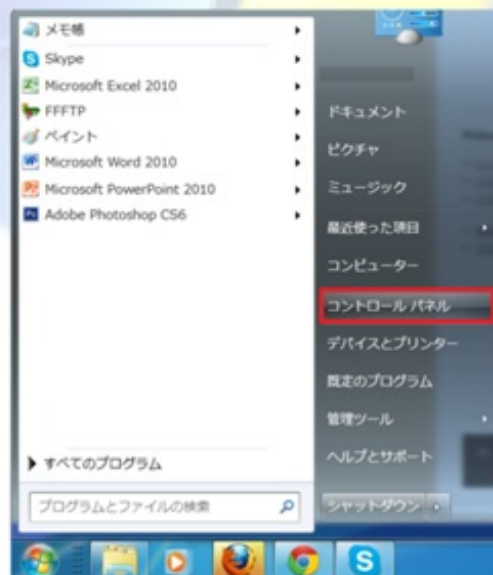 メモ帳
Skype
Microsoft Excel 2010
FFFTP
ペイント
Microsoft Word 2010
Microsoft PowerPoint 2010
Adobe Photoshop CS6
すべてのプログラム
プログラムとファイルの検索
ドキュメント
ピクチャ
ミュージック
最近使った項目
コンピューター
コントロール パネル
デバイスとプリンター
既定のプログラム
管理ツール
ヘルプとサポート
シャットダウン